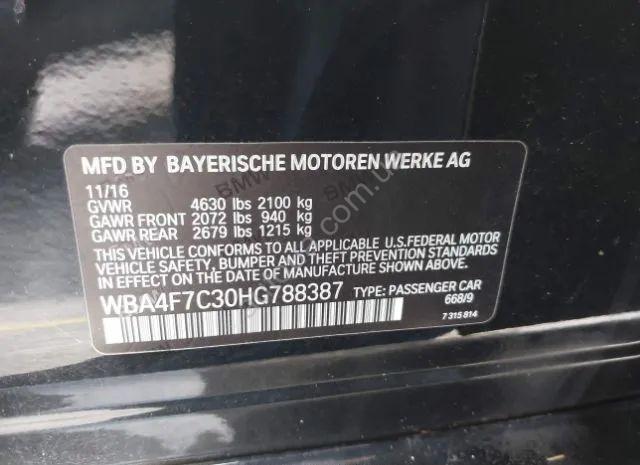 MFD BY BAYERISCHE MOTOREN WERKE AG
11/16
GVWR 4630 lbs 2100 kg
GAWR FRONT 2072 lbs 940 kg
GAWR REAR 2679 lbs 1215 kg
THIS VEHICLE CONFORMS TO ALL APPLICABLE U.S.FEDERAL MOTOR
VEHICLE SAFETY, BUMPER AND THEFT PREVENTION STANDARDS
IN EFFECT ON THE DATE OF MANUFACTURE SHOWN ABOVE.
WBA4F7C30HG788387 TYPE: PASSENGER CAR
668/9
7 315 814